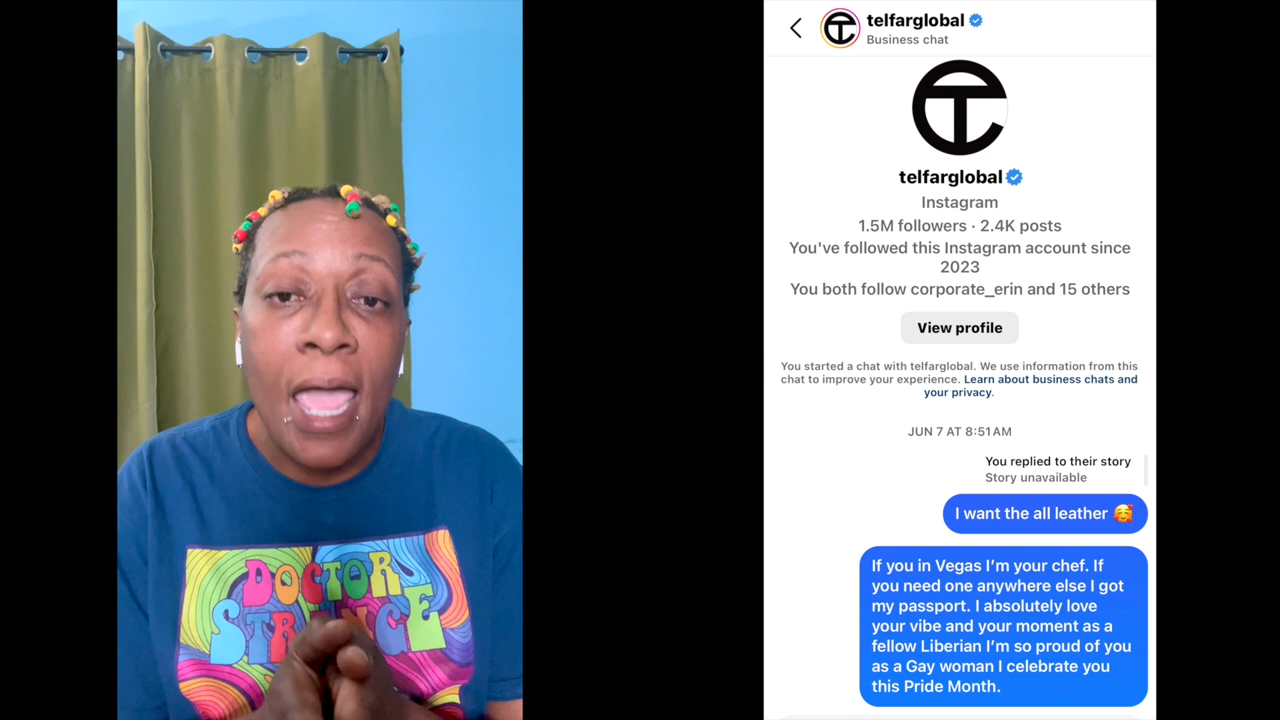 DOCTOR
STRANGE
telfarglobal
Business chat
telfarglobal
Instagram
1.5M followers · 2.4K posts
You've followed this Instagram account since
2023
You both follow corporate_erin and 15 others
View profile
You started a chat with telfarglobal. We use information from this
chat to improve your experience. Learn about business chats and
your privacy.
JUN 7 AT 8:51 AM
You replied to their story
Story unavailable
I want the all leather 🥰
If you in Vegas I'm your chef. If
you need one anywhere else I got
my passport. I absolutely love
your vibe and your moment as a
fellow Liberian I'm so proud of you
as a Gay woman I celebrate you
this Pride Month.